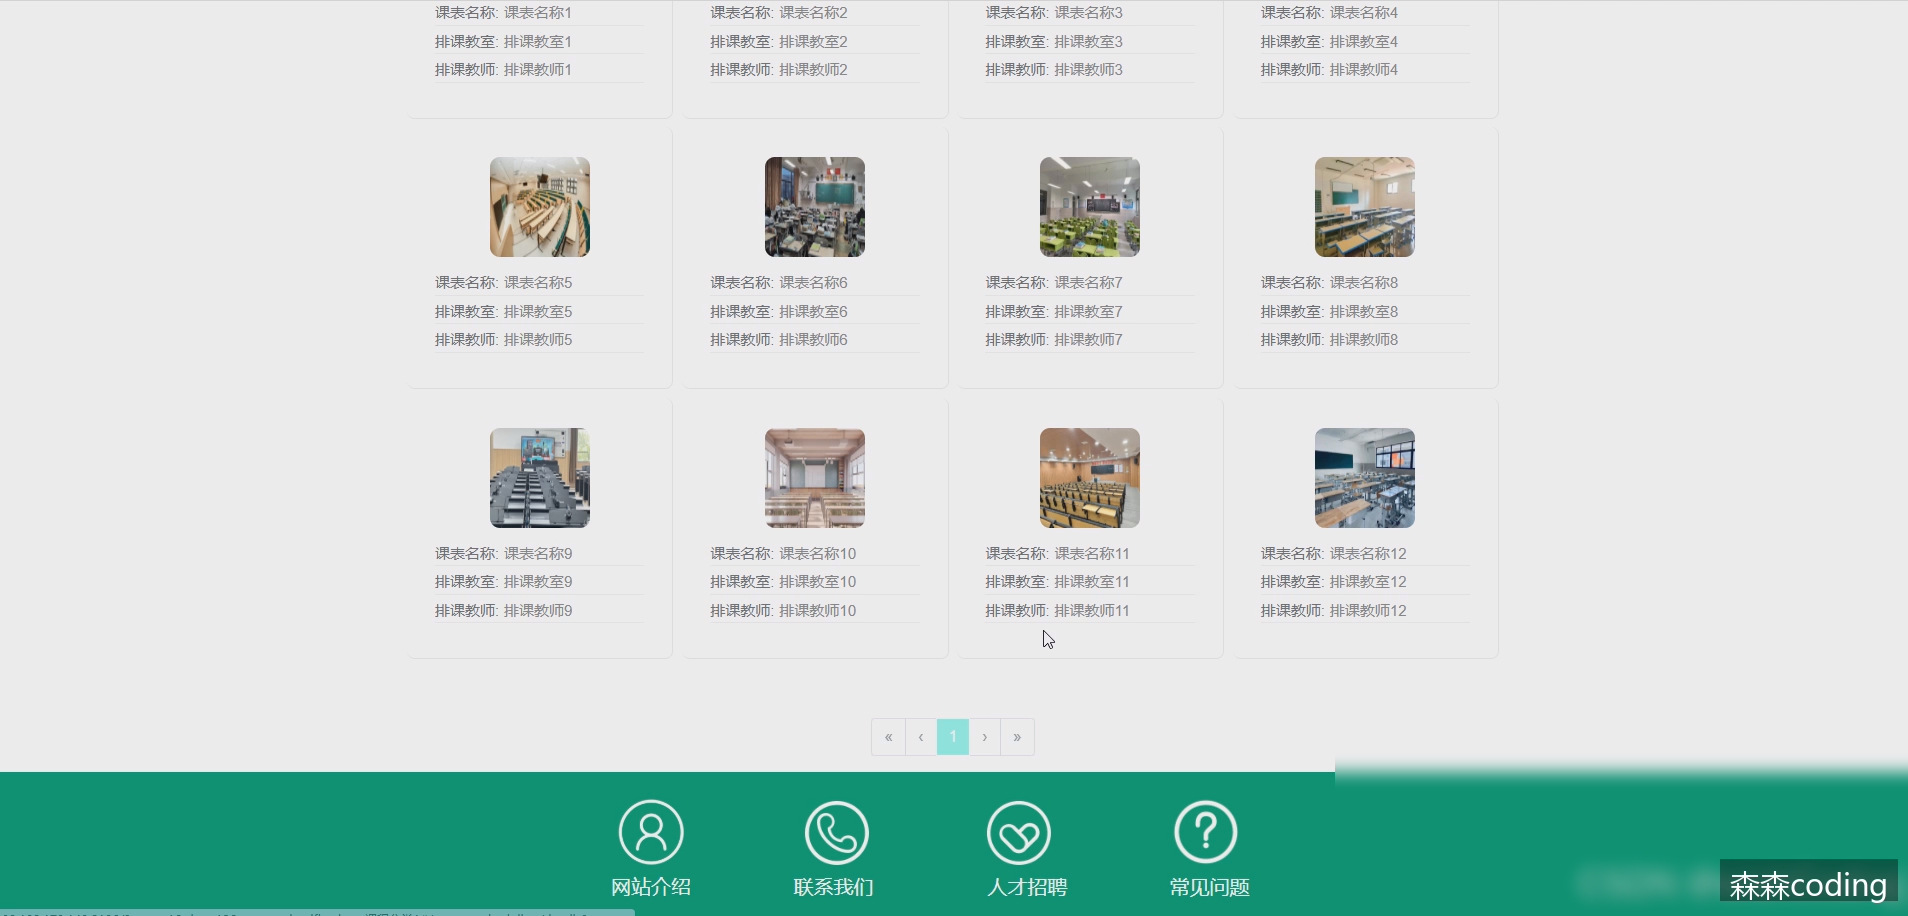 课表名称: 课表名称1 课表名称: 课表名称2 课表名称: 课表名称3 课表名称: 课表名称4
排课教室: 排课教室1 排课教室: 排课教室2 排课教室: 排课教室3 排课教室: 排课教室4
排课教师: 排课教师1 排课教师: 排课教师2 排课教师: 排课教师3 排课教师: 排课教师4
课表名称: 课表名称5 课表名称: 课表名称6 课表名称: 课表名称7 课表名称: 课表名称8
排课教室: 排课教室5 排课教室: 排课教室6 排课教室: 排课教室7 排课教室: 排课教室8
排课教师: 排课教师5 排课教师: 排课教师6 排课教师: 排课教师7 排课教师: 排课教师8
课表名称: 课表名称9 课表名称: 课表名称10 课表名称: 课表名称11 课表名称: 课表名称12
排课教室: 排课教室9 排课教室: 排课教室10 排课教室: 排课教室11 排课教室: 排课教室12
排课教师: 排课教师9 排课教师: 排课教师10 排课教师: 排课教师11 排课教师: 排课教师12
« ‹ 1 › »
网站介绍 联系我们 人才招聘 常见问题
森森coding